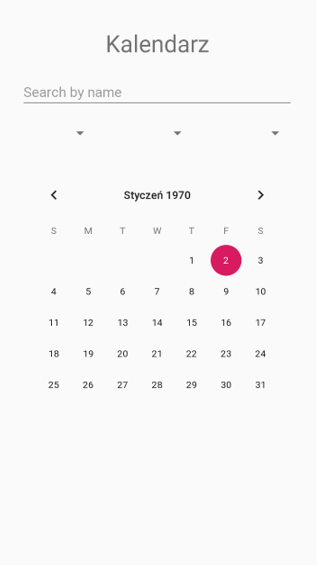 Kalendarz
Search by name
Styczeń 1970
S M T W T F S
1 2 3
4 5 6 7 8 9 10
11 12 13 14 15 16 17
18 19 20 21 22 23 24
25 26 27 28 29 30 31